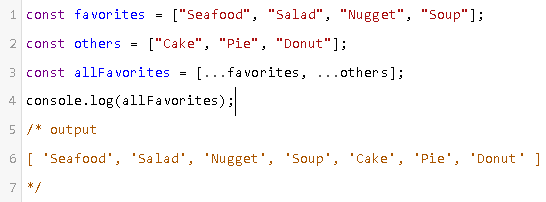 1 const favorites = ["Seafood", "Salad", "Nugget", "Soup"];
2 const others = ["Cake", "Pie", "Donut"];
3 const allFavorites = [...favorites, ...others];
4 console.log(allFavorites);
5 /* output
6 [ 'Seafood', 'Salad', 'Nugget', 'Soup', 'Cake', 'Pie', 'Donut' ]
7 */